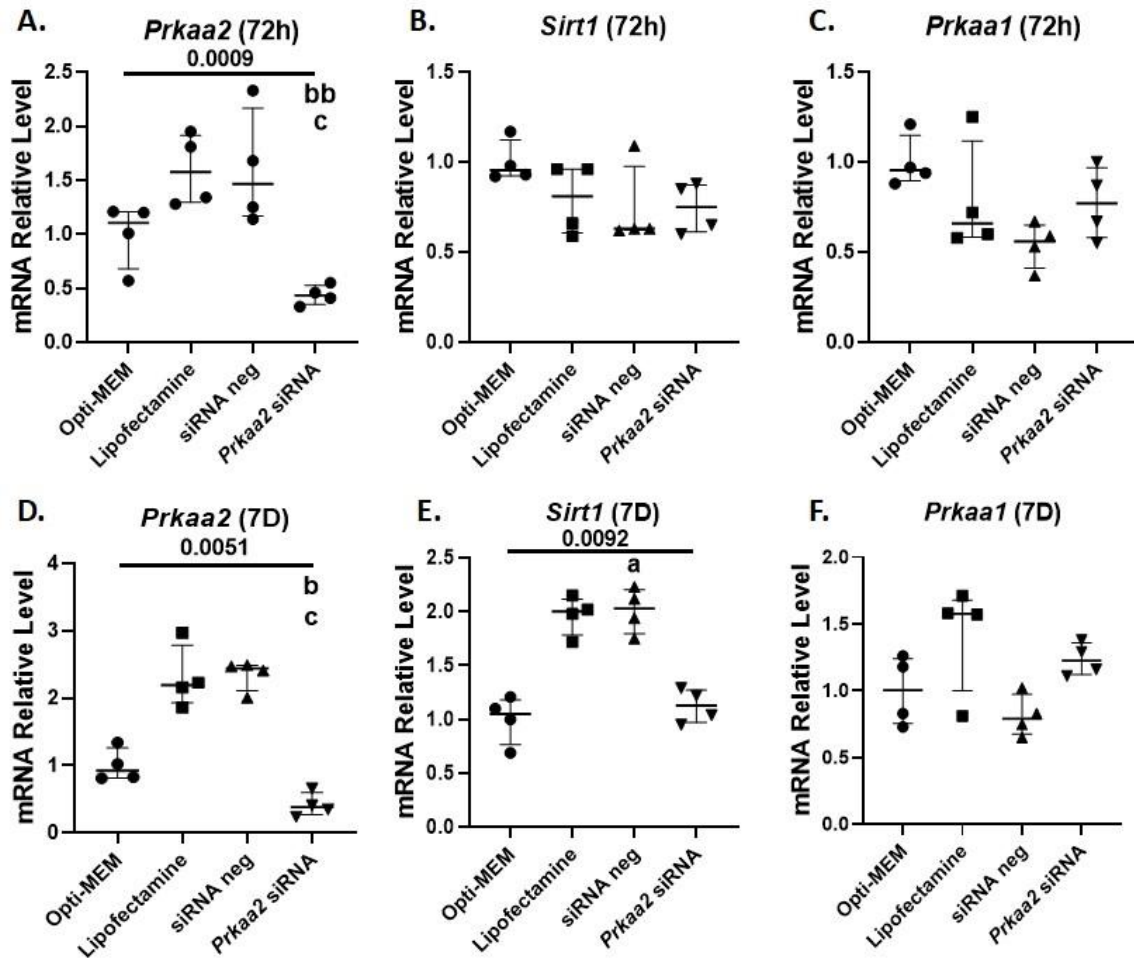 A.
Prkaa2 (72h)
0.0009
bb
c
mRNA Relative Level
2.5
2.0
1.5
1.0
0.5
0.0
Opti-MEM
Lipofectamine
siRNA neg
Prkaa2 siRNA
B.
Sirt1 (72h)
mRNA Relative Level
1.5
1.0
0.5
0.0
Opti-MEM
Lipofectamine
siRNA neg
Prkaa2 siRNA
C.
Prkaa1 (72h)
mRNA Relative Level
1.5
1.0
0.5
0.0
Opti-MEM
Lipofectamine
siRNA neg
Prkaa2 siRNA
D.
Prkaa2 (7D)
0.0051
b
c
mRNA Relative Level
4
3
2
1
0
Opti-MEM
Lipofectamine
siRNA neg
Prkaa2 siRNA
E.
Sirt1 (7D)
0.0092
a
mRNA Relative Level
2.5
2.0
1.5
1.0
0.5
0.0
Opti-MEM
Lipofectamine
siRNA neg
Prkaa2 siRNA
F.
Prkaa1 (7D)
mRNA Relative Level
2.0
1.5
1.0
0.5
0.0
Opti-MEM
Lipofectamine
siRNA neg
Prkaa2 siRNA